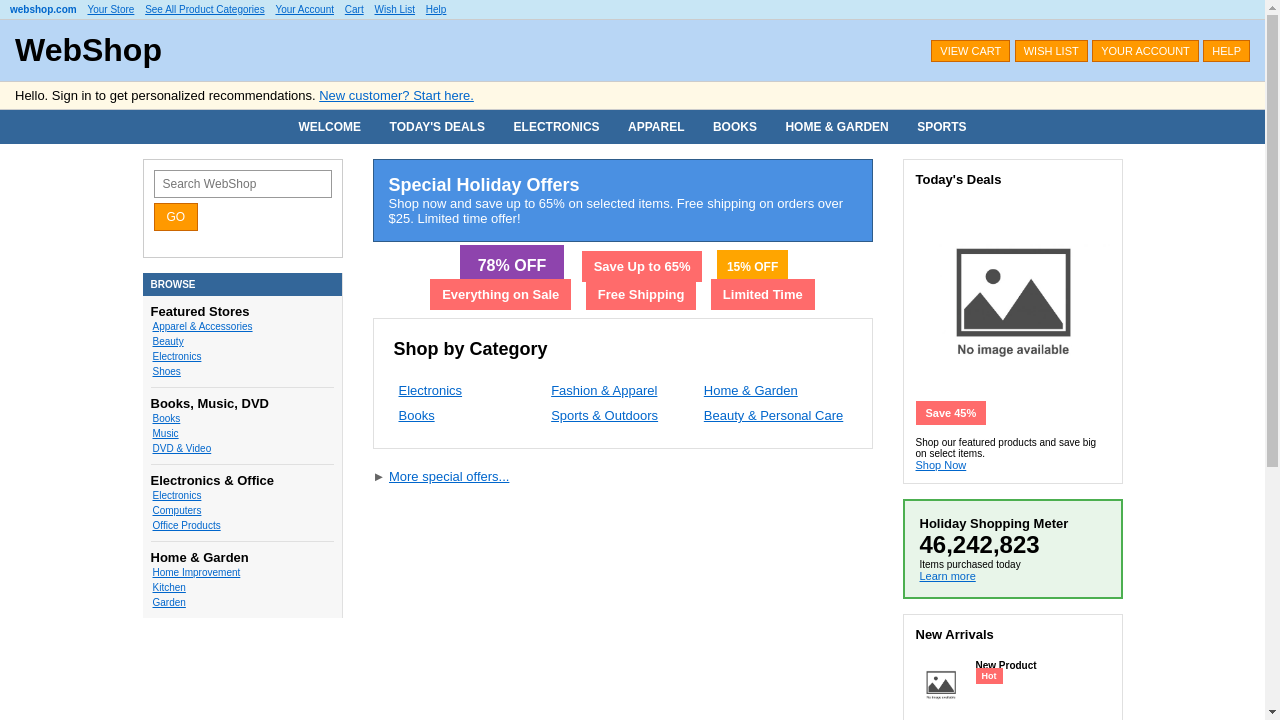 webshop.com Your Store See All Product Categories Your Account Cart Wish List Help
WebShop
VIEW CART WISH LIST YOUR ACCOUNT HELP
Hello. Sign in to get personalized recommendations. New customer? Start here.
WELCOME TODAY'S DEALS ELECTRONICS APPAREL BOOKS HOME & GARDEN SPORTS
Search WebShop
GO
BROWSE
Featured Stores
Apparel & Accessories
Beauty
Electronics
Shoes
Books, Music, DVD
Books
Music
DVD & Video
Electronics & Office
Electronics
Computers
Office Products
Home & Garden
Home Improvement
Kitchen
Garden
Special Holiday Offers
Shop now and save up to 65% on selected items. Free shipping on orders over
$25. Limited time offer!
78% OFF Save Up to 65% 15% OFF
Everything on Sale Free Shipping Limited Time
Shop by Category
Electronics Fashion & Apparel Home & Garden
Books Sports & Outdoors Beauty & Personal Care
► More special offers...
Today's Deals
No image available
Save 45%
Shop our featured products and save big
on select items.
Shop Now
Holiday Shopping Meter
46,242,823
Items purchased today
Learn more
New Arrivals
No image available
New Product
Hot